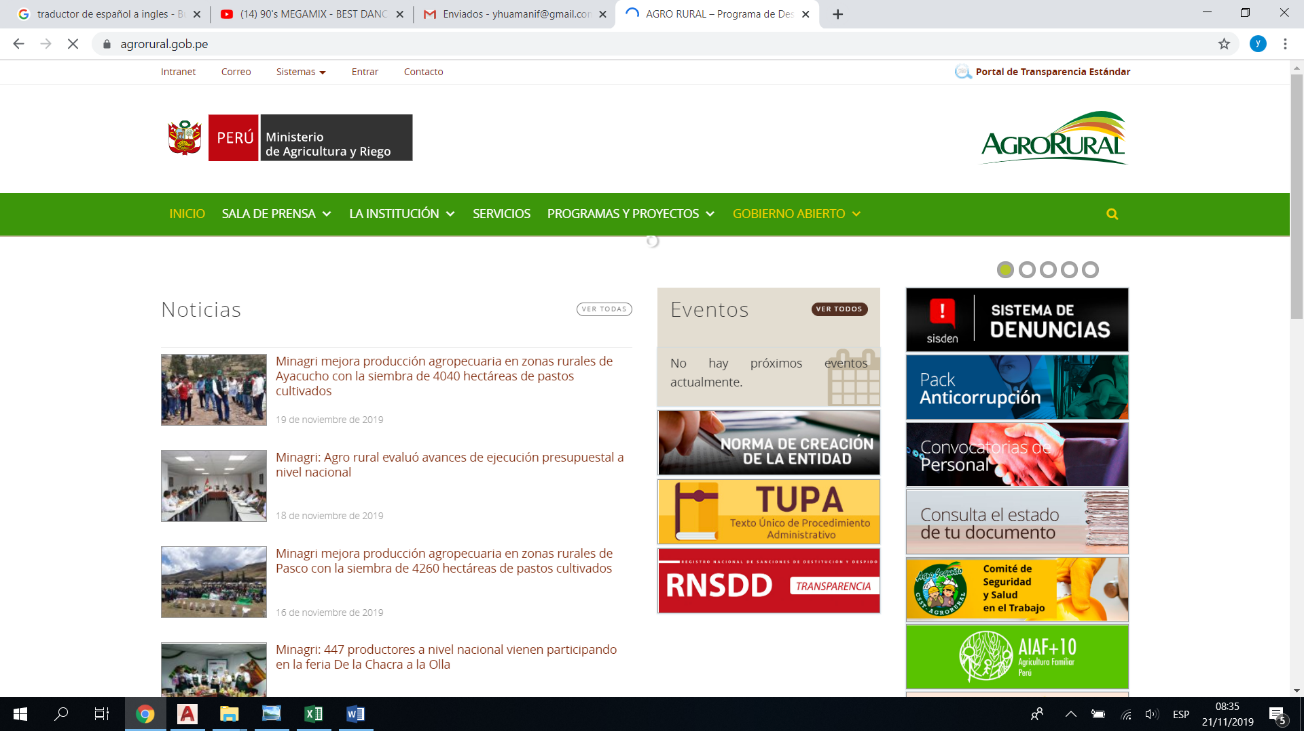 traductor de español a ingles - B
(14) 90's MEGAMIX - BEST DANC
Enviados - yhuamanif@gmail.con
AGRO RURAL – Programa de Des
agrorural.gob.pe
y
Intranet
Correo
Sistemas
Entrar
Contacto
Portal de Transparencia Estándar
PERÚ
Ministerio
de Agricultura y Riego
AGRORURAL
INICIO
SALA DE PRENSA
LA INSTITUCIÓN
SERVICIOS
PROGRAMAS Y PROYECTOS
GOBIERNO ABIERTO
Noticias
VER TODAS
Minagri mejora producción agropecuaria en zonas rurales de
Ayacucho con la siembra de 4040 hectáreas de pastos
cultivados
19 de noviembre de 2019
Minagri: Agro rural evaluó avances de ejecución presupuestal a
nivel nacional
18 de noviembre de 2019
Minagri mejora producción agropecuaria en zonas rurales de
Pasco con la siembra de 4260 hectáreas de pastos cultivados
16 de noviembre de 2019
Minagri: 447 productores a nivel nacional vienen participando
en la feria De la Chacra a la Olla
Eventos
VER TODOS
No hay próximos eventos
actualmente.
NORMA DE CREACIÓN
DE LA ENTIDAD
TUPA
Texto Único de Procedimiento
Administrativo
REGISTRO NACIONAL DE SANCIONES DE DESTITUCIÓN Y DESPIDO
RNSDD
TRANSPARENCIA
sisden
SISTEMA DE
DENUNCIAS
Pack
Anticorrupción
Convocatorias de
Personal
Consulta el estado
de tu documento
Comité de
Seguridad
y Salud
en el Trabajo
AIAF+10
Agricultura Familiar
Perú
ESP
08:35
21/11/2019
5